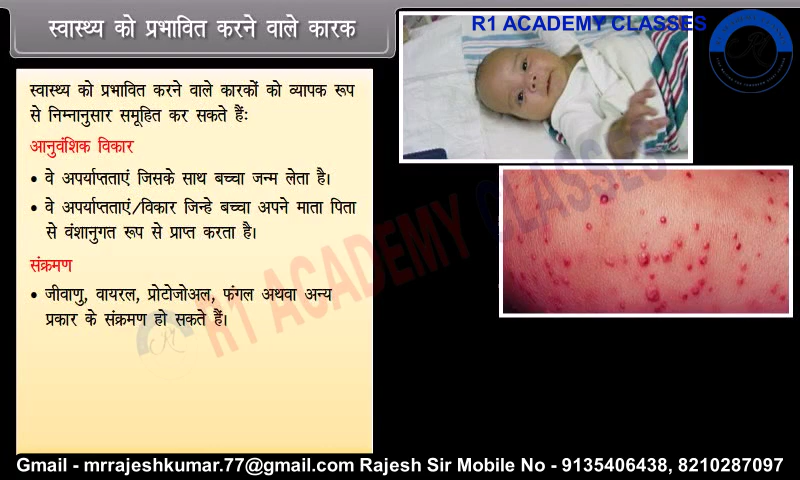 स्वास्थ्य को प्रभावित करने वाले कारक
R1 ACADEMY CLASSES
स्वास्थ्य को प्रभावित करने वाले कारकों को व्यापक रूप
से निम्नानुसार समूहित कर सकते हैंः
आनुवंशिक विकार
• वे अपर्याप्तताएं जिसके साथ बच्चा जन्म लेता है।
• वे अपर्याप्तताएं/विकार जिन्हे बच्चा अपने माता पिता
से वंशानुगत रूप से प्राप्त करता है।
संक्रमण
• जीवाणु, वायरल, प्रोटोजोअल, फंगल अथवा अन्य
प्रकार के संक्रमण हो सकते हैं।
R1 ACADEMY CLASSES
Gmail - mrrajeshkumar.77@gmail.com Rajesh Sir Mobile No - 9135406438, 8210287097